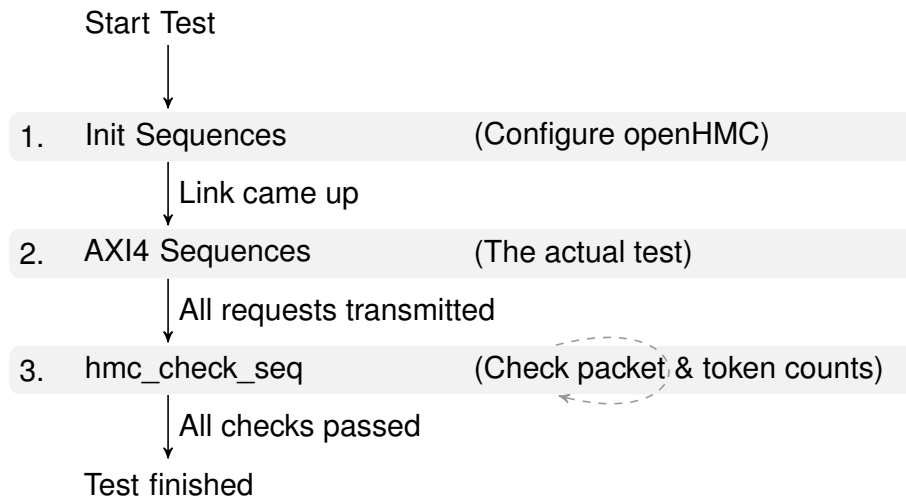 Start Test
1. Init Sequences (Configure openHMC)
Link came up
2. AXI4 Sequences (The actual test)
All requests transmitted
3. hmc_check_seq (Check packet & token counts)
All checks passed
Test finished